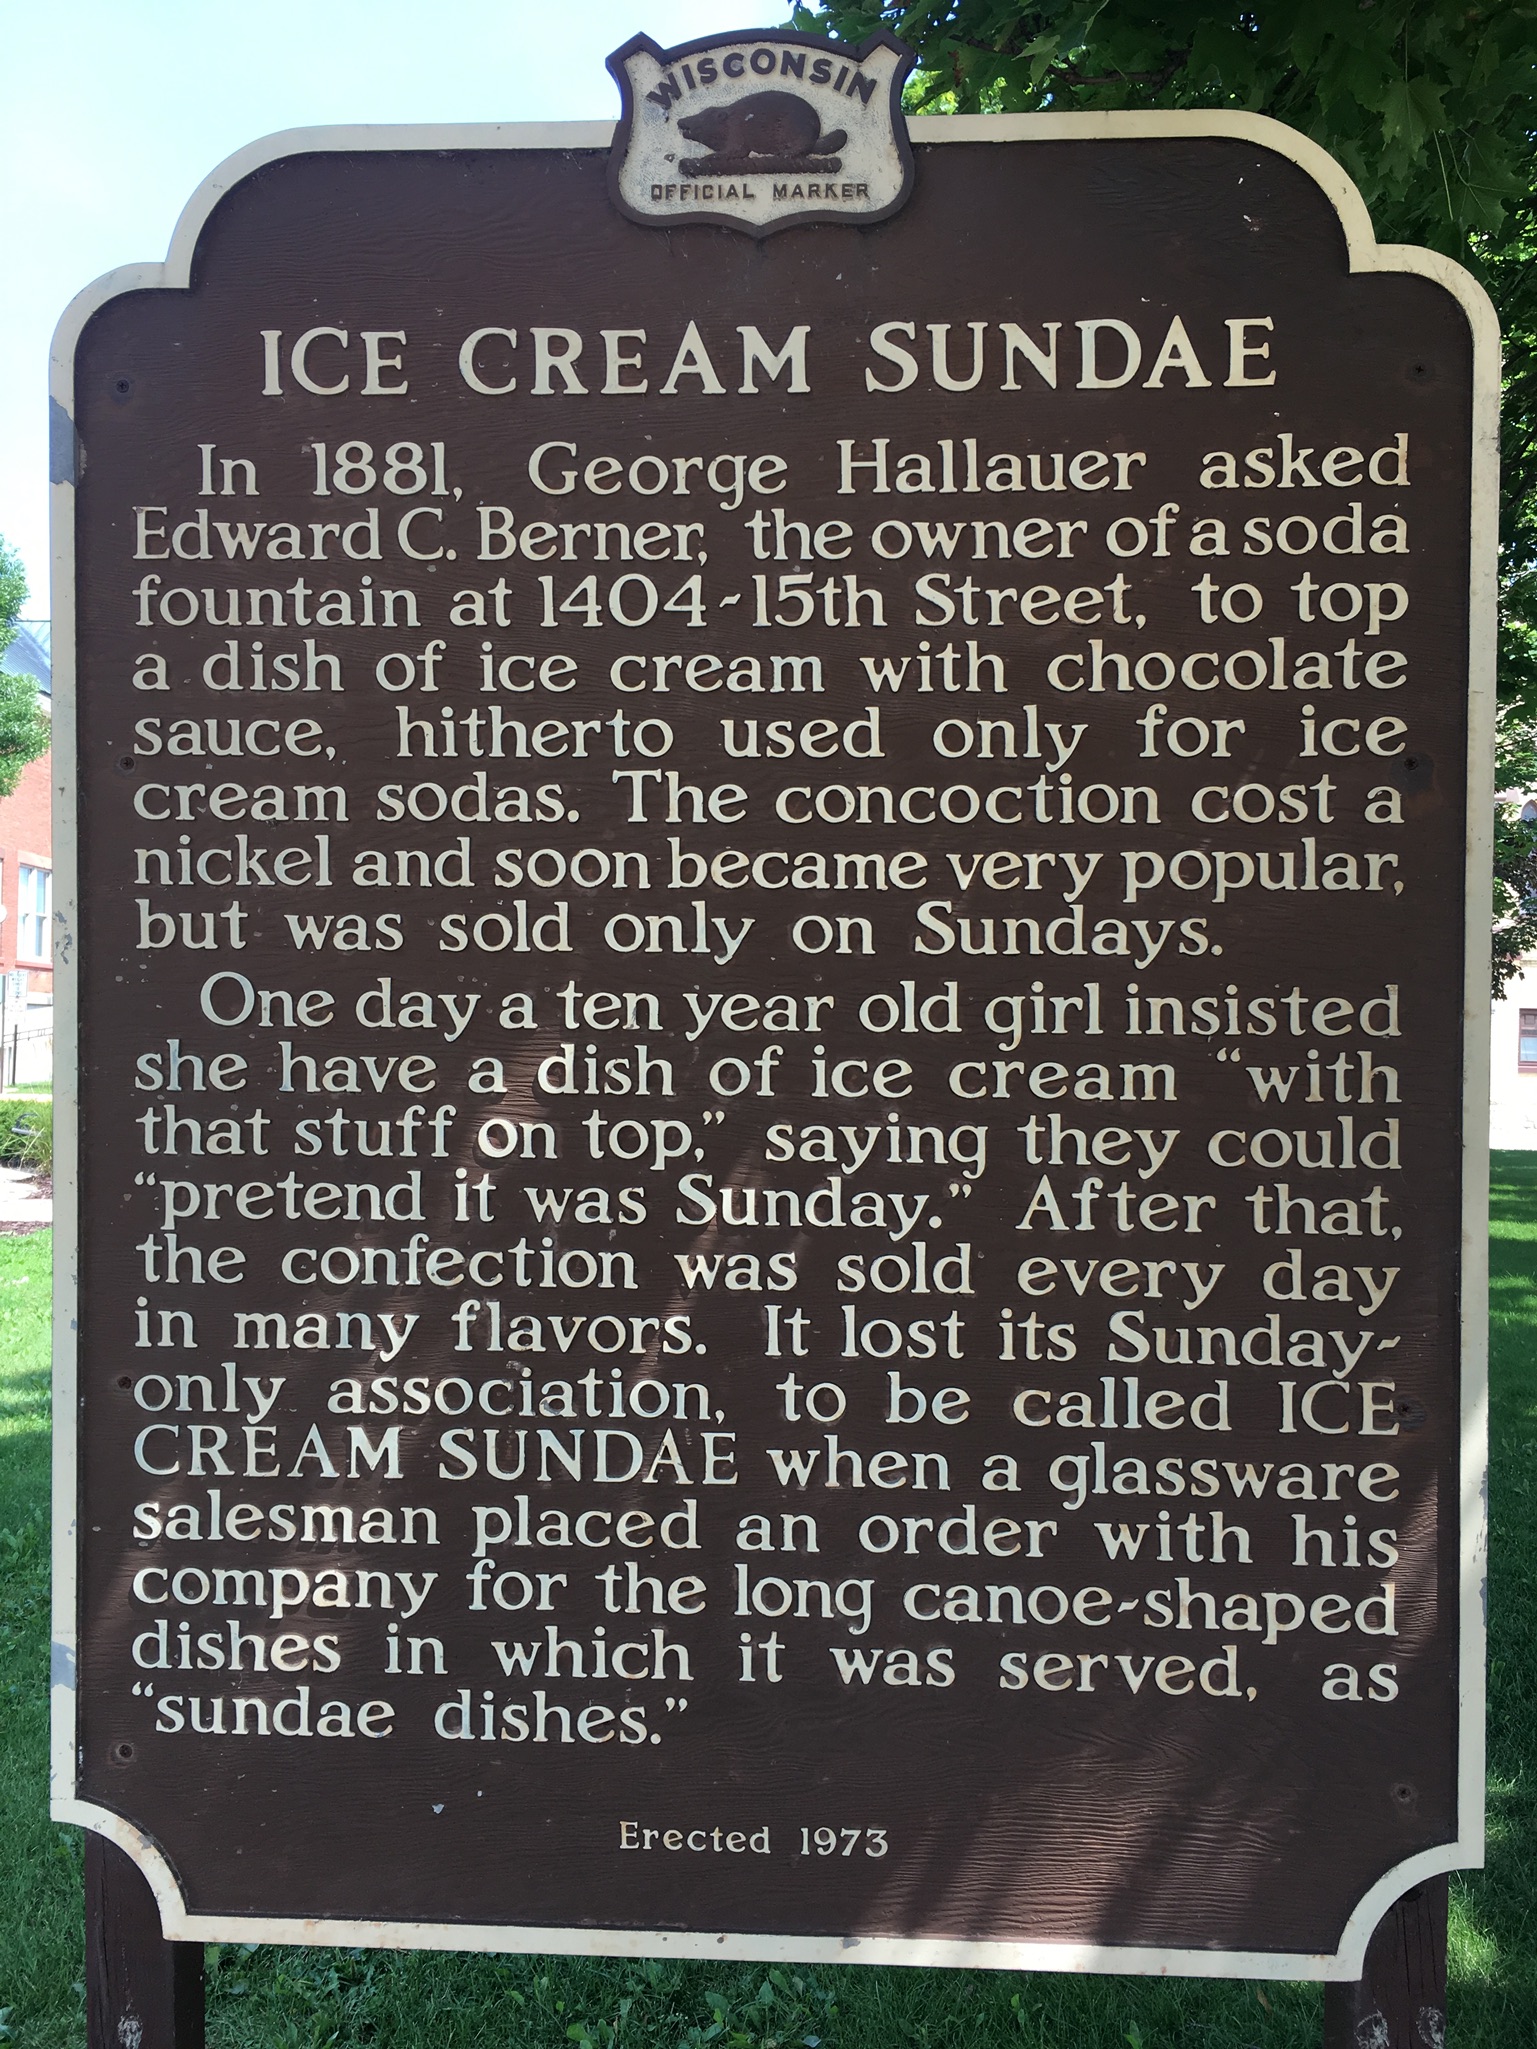 WISCONSIN
OFFICIAL MARKER
ICE CREAM SUNDAE
In 1881, George Hallauer asked
Edward C. Berner, the owner of a soda
fountain at 1404-15th Street, to top
a dish of ice cream with chocolate
sauce, hitherto used only for ice
cream sodas. The concoction cost a
nickel and soon became very popular,
but was sold only on Sundays.
One day a ten year old girl insisted
she have a dish of ice cream “with
that stuff on top,” saying they could
“pretend it was Sunday.” After that,
the confection was sold every day
in many flavors. It lost its Sunday-
only association, to be called ICE
CREAM SUNDAE when a glassware
salesman placed an order with his
company for the long canoe-shaped
dishes in which it was served, as
“sundae dishes.”
Erected 1973